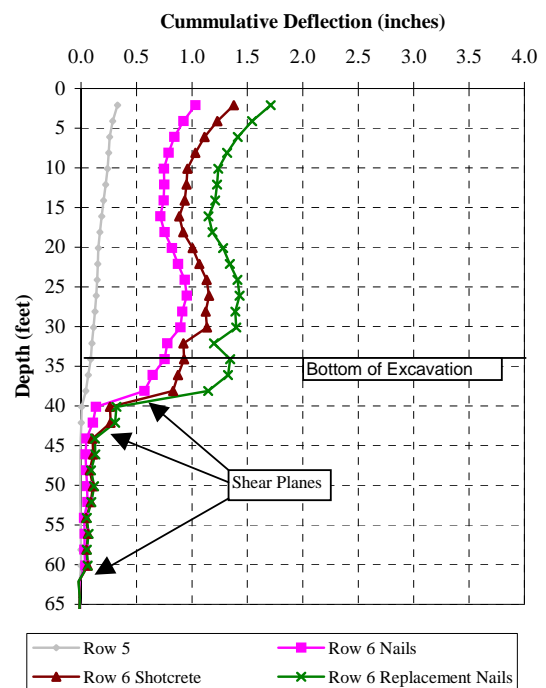 Cummulative Deflection (inches)
0.0 0.5 1.0 1.5 2.0 2.5 3.0 3.5 4.0
0
5
10
15
20
25
30
35
40
45
50
55
60
65
Depth (feet)
Bottom of Excavation
Shear Planes
Row 5
Row 6 Nails
Row 6 Shotcrete
Row 6 Replacement Nails